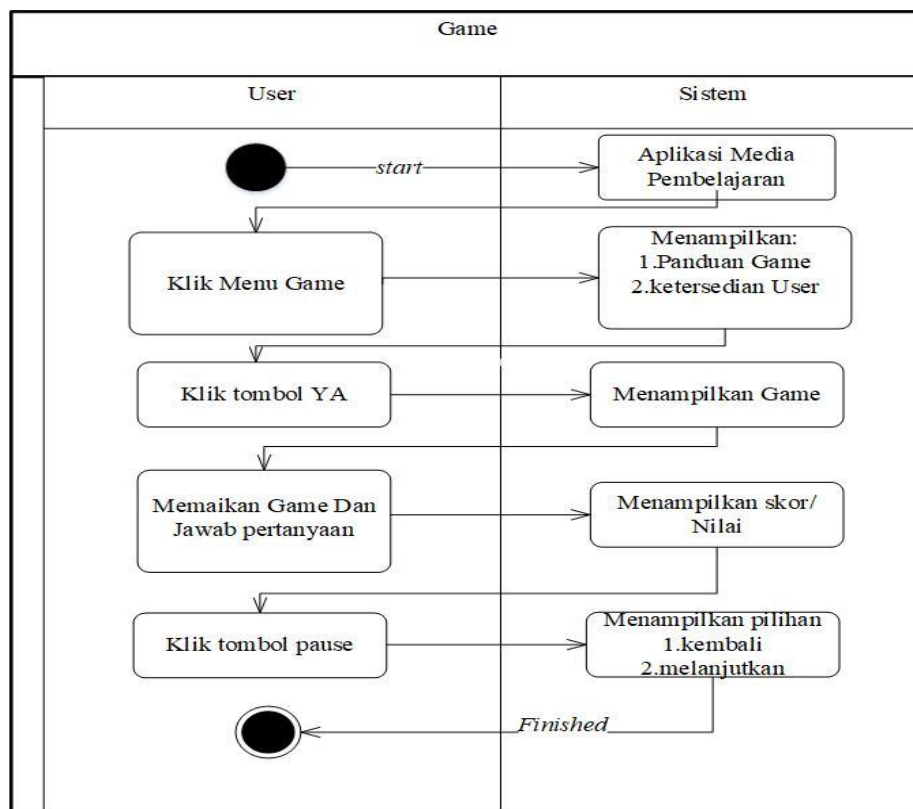 Game
User
Sistem
start
Aplikasi Media
Pembelajaran
Klik Menu Game
Menampilkan:
1.Panduan Game
2.ketersedian User
Klik tombol YA
Menampilkan Game
Memaikan Game Dan
Jawab pertanyaan
Menampilkan skor/
Nilai
Klik tombol pause
Menampilkan pilihan
1.kembali
2.melanjutkan
Finished